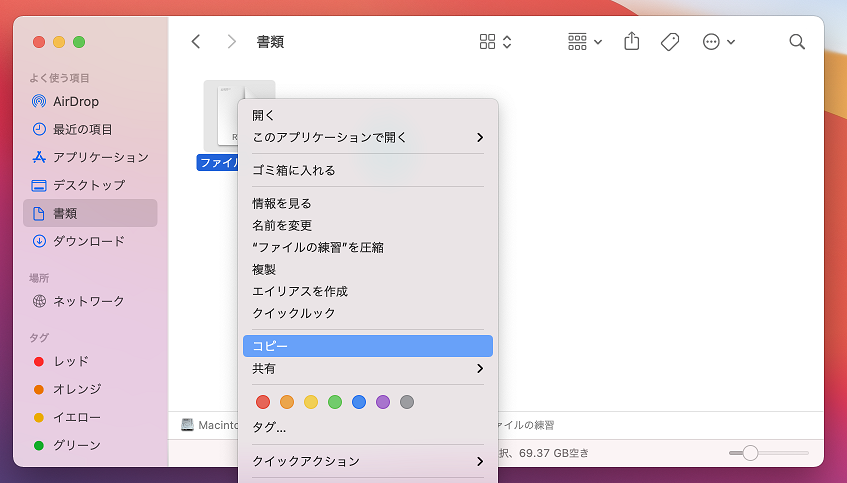 書類
よく使う項目
AirDrop
最近の項目
アプリケーション
デスクトップ
書類
ダウンロード
場所
ネットワーク
タグ
レッド
オレンジ
イエロー
グリーン
R
ファイル
開く
このアプリケーションで開く
ゴミ箱に入れる
情報を見る
名前を変更
“ファイルの練習”を圧縮
複製
エイリアスを作成
クイックルック
コピー
共有
タグ...
クイックアクション
Macinto
イルの練習
択、69.37 GB空き